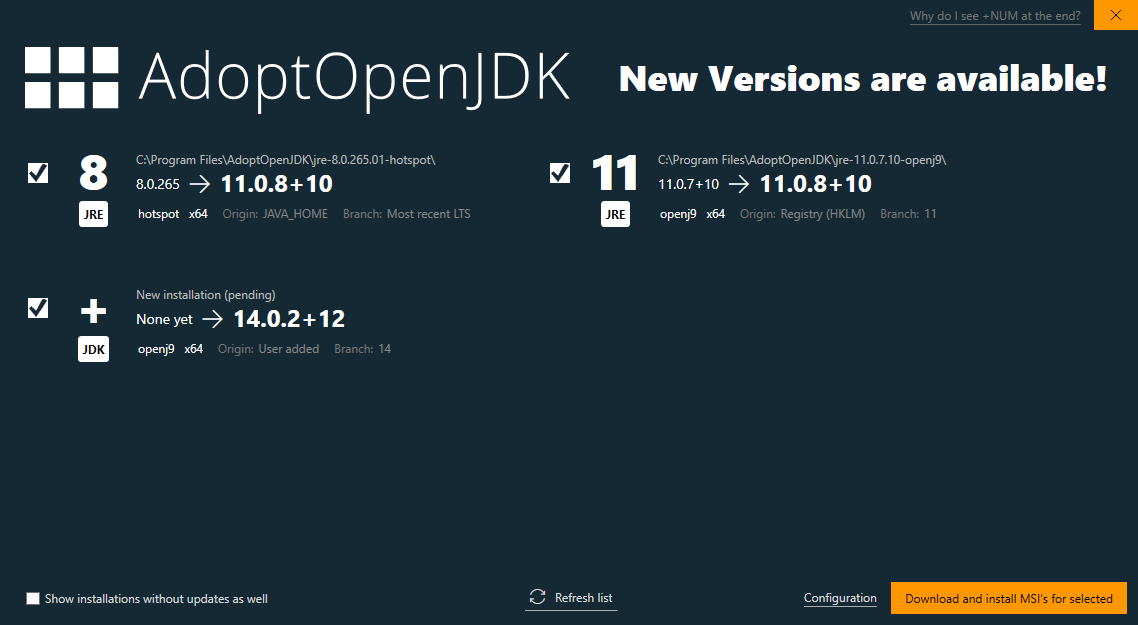 Why do I see +NUM at the end?
AdoptOpenJDK
New Versions are available!
8
JRE
C:\Program Files\AdoptOpenJDK\jre-8.0.265.01-hotspot\
8.0.265 → 11.0.8+10
hotspot x64 Origin: JAVA_HOME Branch: Most recent LTS
11
JRE
C:\Program Files\AdoptOpenJDK\jre-11.0.7.10-openj9\
11.0.7+10 → 11.0.8+10
openj9 x64 Origin: Registry (HKLM) Branch: 11
+
JDK
New installation (pending)
None yet → 14.0.2+12
openj9 x64 Origin: User added Branch: 14
Show installations without updates as well
Refresh list
Configuration
Download and install MSI's for selected